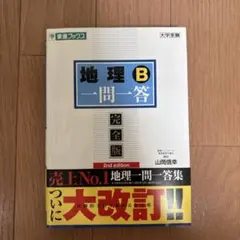 東進ブックス
大学受験
地理B
一問一答
完全版
2nd edition
山岡信幸
売上No.1 地理一問一答集
ついに大改訂!!